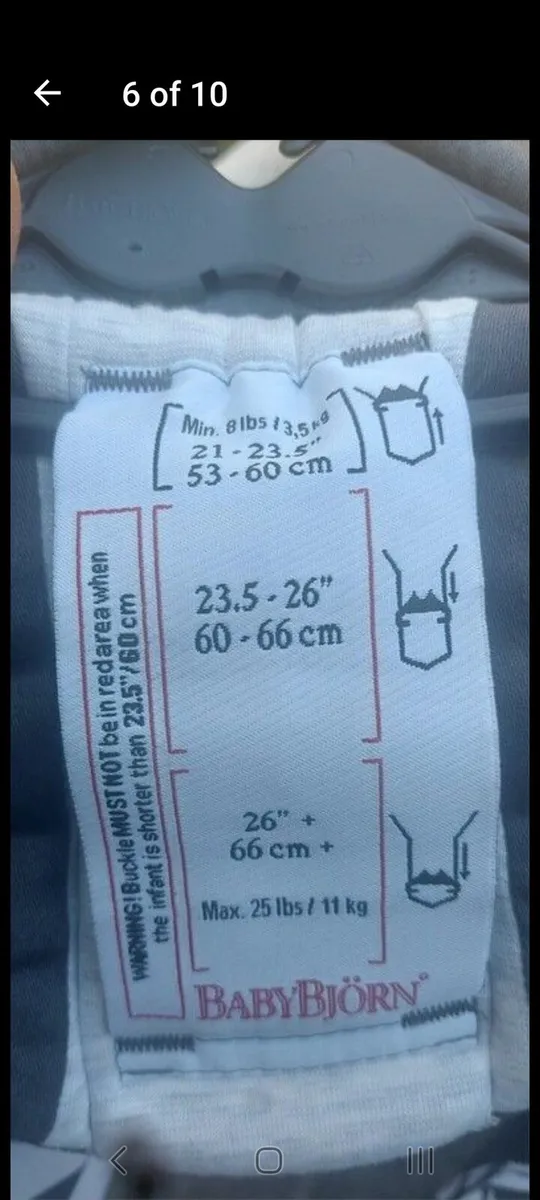 6 of 10
Min. 8 lbs / 3,5 kg
21 - 23.5"
53 - 60 cm
23.5 - 26"
60 - 66 cm
26" +
66 cm +
Max. 25 lbs / 11 kg
WARNING! Buckle MUST NOT be in red area when
the infant is shorter than 23.5"/60 cm
BABYBJÖRN®